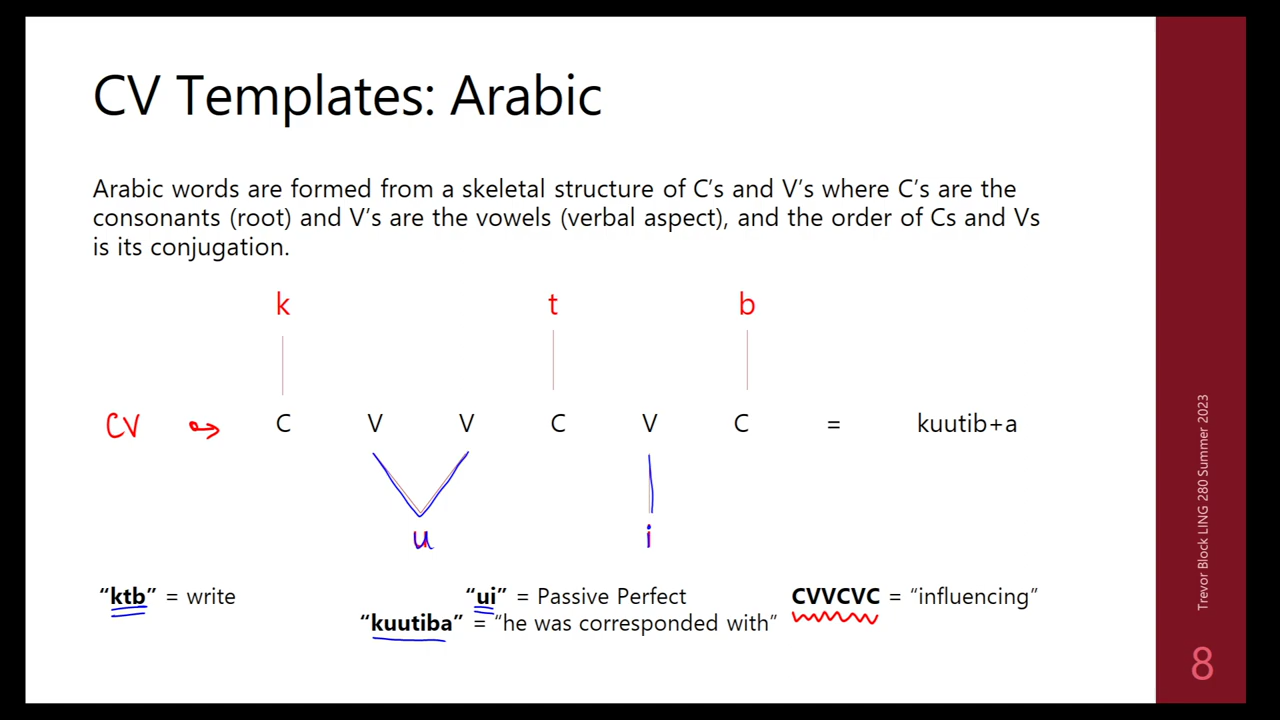 CV Templates: Arabic
Arabic words are formed from a skeletal structure of C's and V's where C's are the
consonants (root) and V's are the vowels (verbal aspect), and the order of Cs and Vs
is its conjugation.
k t b
CV C V V C V C = kuutib+a
u i
“ktb” = write “ui” = Passive Perfect CVVCVC = “influencing”
“kuutiba” = “he was corresponded with”
Trevor Block LING 280 Summer 2023
8